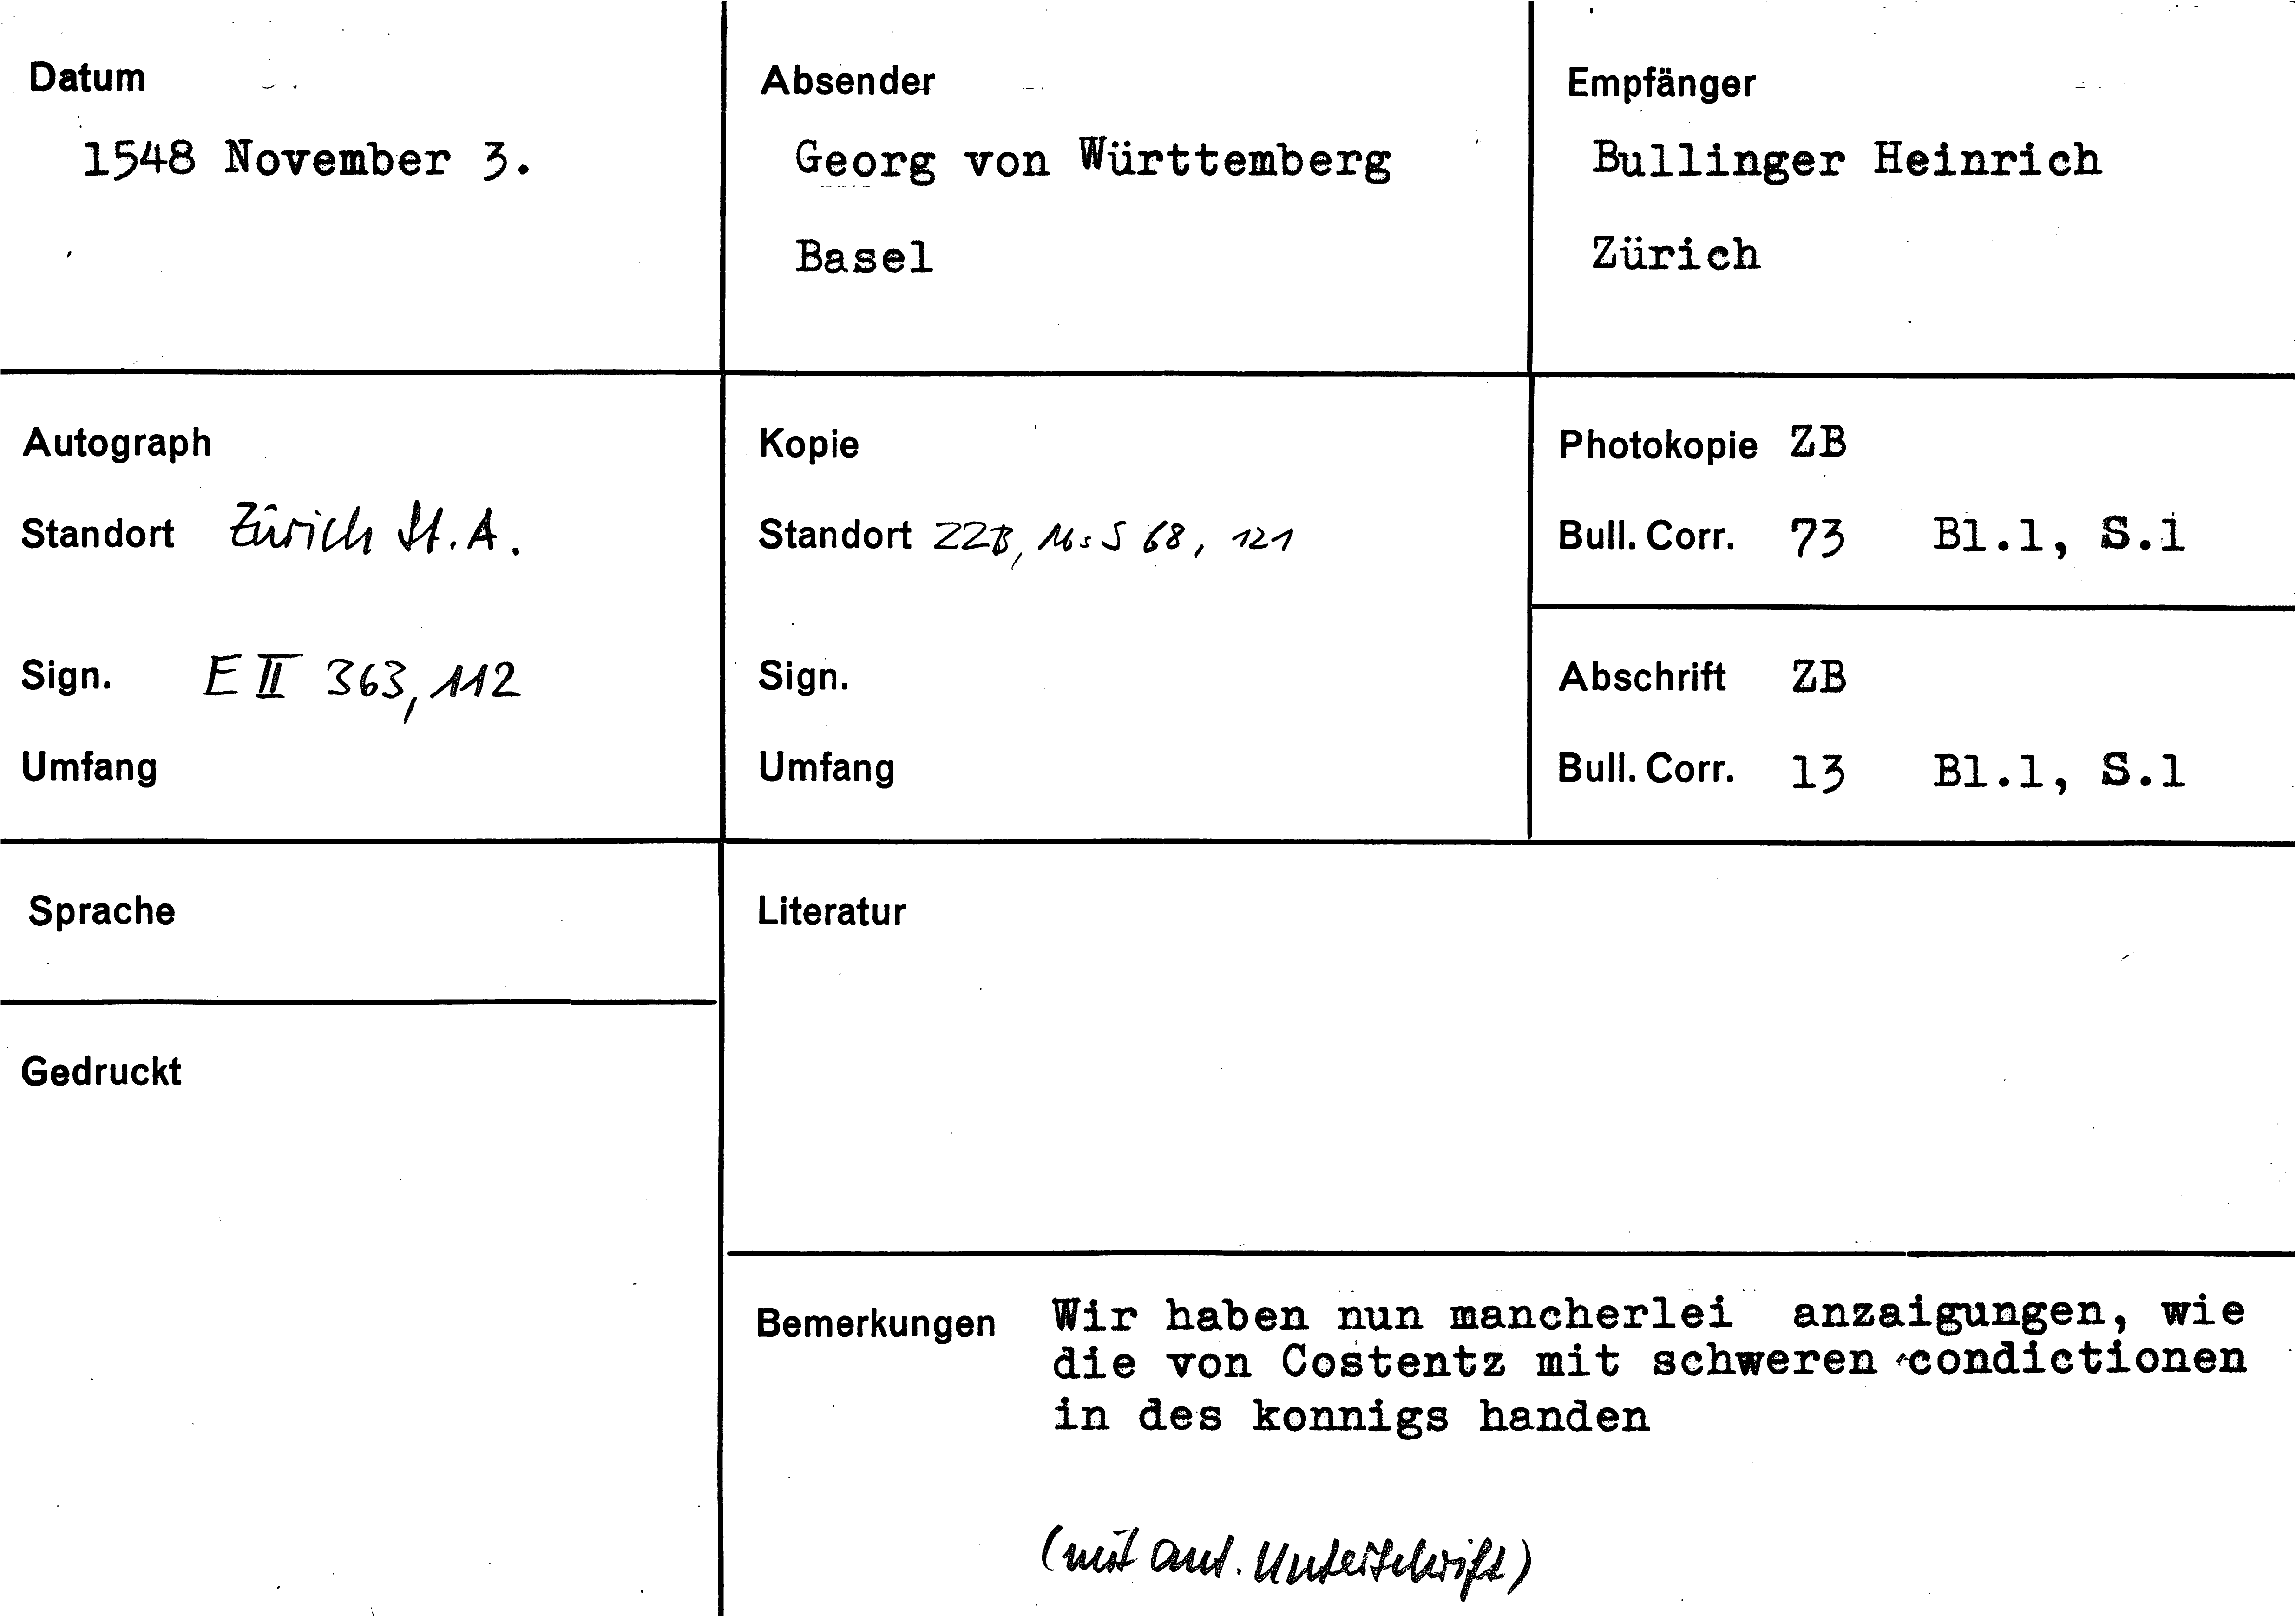 Datum
1548 November 3.
Absender
Georg von Württemberg
Basel
Empfänger
Bullinger Heinrich
Zürich
Autograph
Standort Zürich St.A.
Sign. E II 363, 112
Umfang
Kopie
Standort ZZB, Ms S 68, 121
Sign.
Umfang
Photokopie ZB
Bull. Corr. 73 Bl.1, S.1
Abschrift ZB
Bull. Corr. 13 Bl.1, S.1
Sprache
Gedruckt
Literatur
Bemerkungen Wir haben nun mancherlei anzaigungen, wie
die von Costentz mit schweren condictionen
in des konnigs handen
(mit aut. Unterschrift)